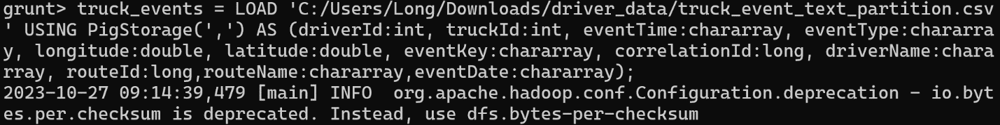 grunt> truck_events = LOAD 'C:/Users/Long/Downloads/driver_data/truck_event_text_partition.csv
' USING PigStorage(',') AS (driverId:int, truckId:int, eventTime:chararray, eventType:chararra
y, longitude:double, latitude:double, eventKey:chararray, correlationId:long, driverName:chara
rray, routeId:long,routeName:chararray,eventDate:chararray);
2023-10-27 09:14:39,479 [main] INFO  org.apache.hadoop.conf.Configuration.deprecation - io.byt
es.per.checksum is deprecated. Instead, use dfs.bytes-per-checksum